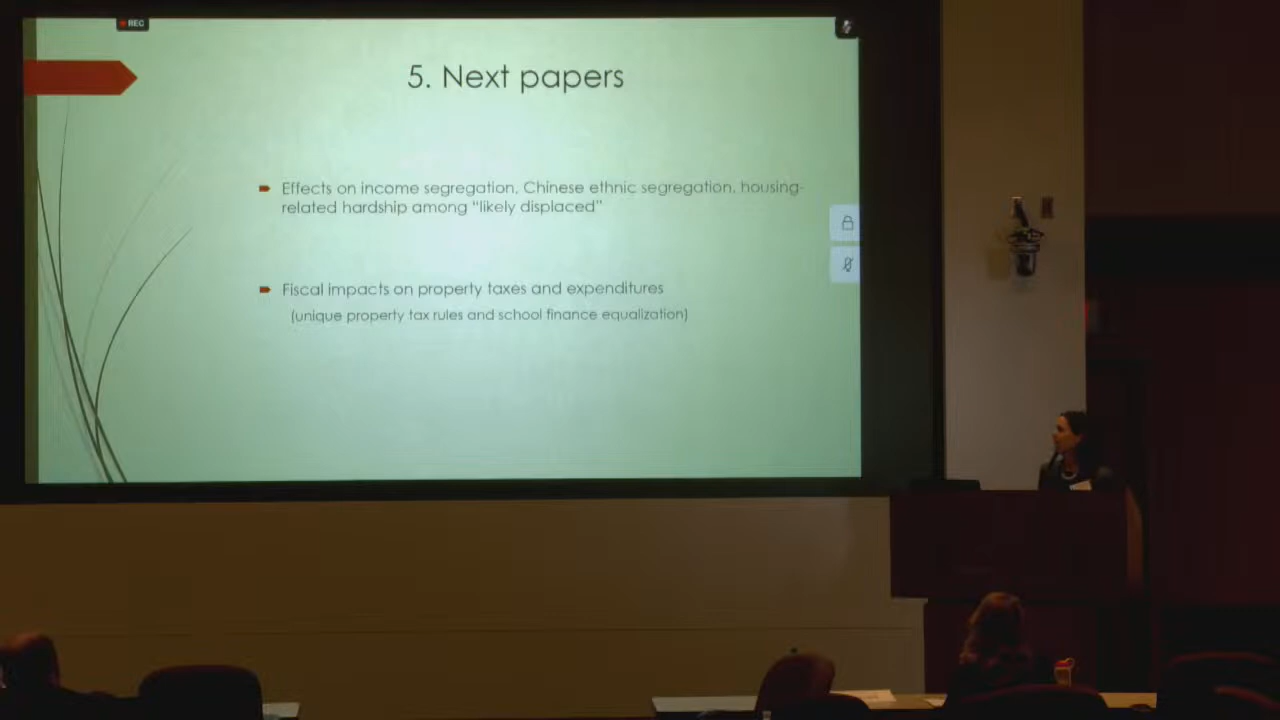 REC
5. Next papers
Effects on income segregation, Chinese ethnic segregation, housing-
related hardship among “likely displaced”
Fiscal impacts on property taxes and expenditures
(unique property tax rules and school finance equalization)